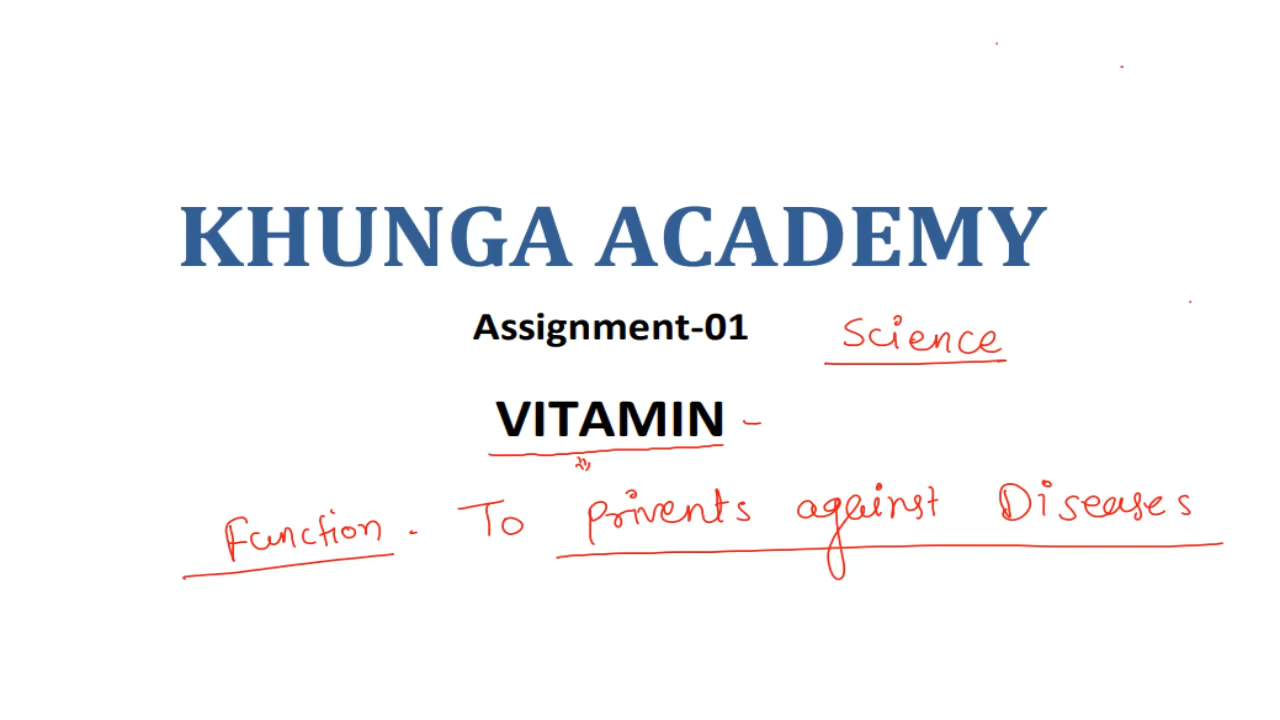 KHUNGA ACADEMY
Assignment-01 Science
VITAMIN -
Function - To privents against Diseases